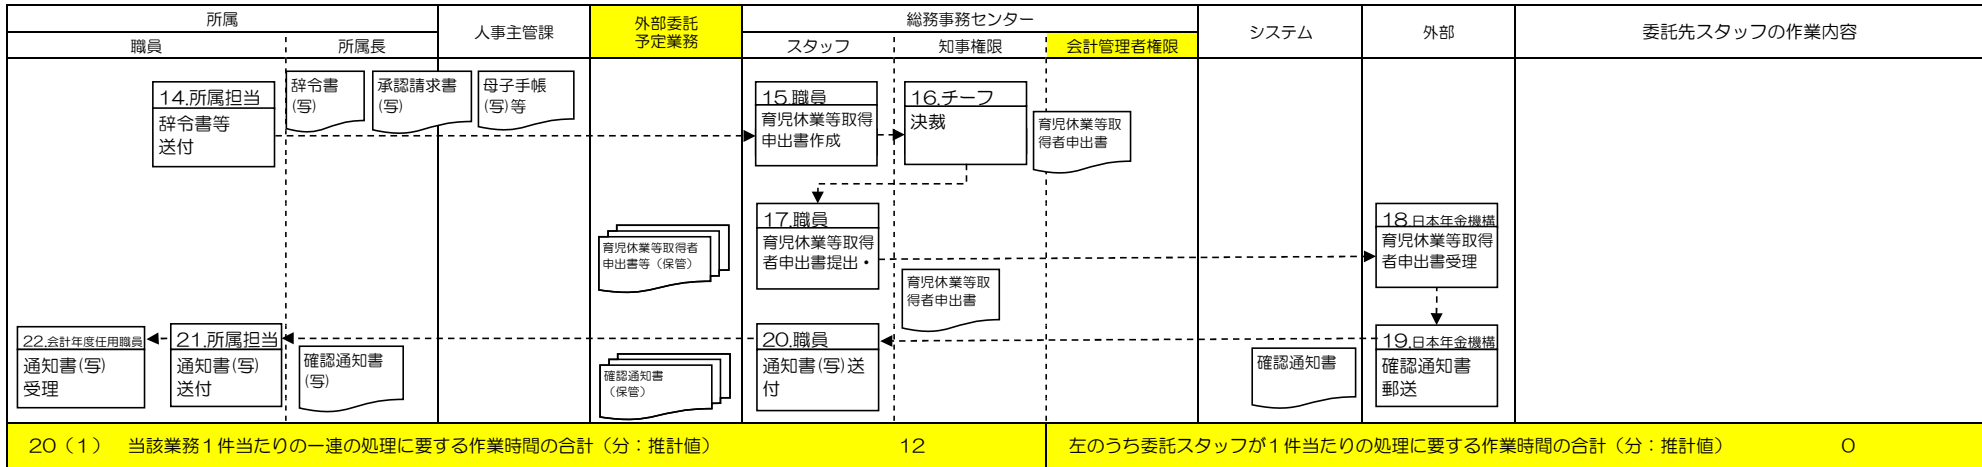 所属
人事主管課
外部委託
予定業務
総務事務センター
システム
外部
委託先スタッフの作業内容
職員
所属長
スタッフ
知事権限
会計管理者権限
14.所属担当
辞令書等
送付
辞令書
(写)
承認請求書
(写)
母子手帳
(写)等
15.職員
育児休業等取得
申出書作成
16.チーフ
決裁
育児休業等取
得者申出書
17.職員
育児休業等取得
者申出書提出・
18.日本年金機構
育児休業等取得
者申出書受理
育児休業等取得者
申出書等（保管）
育児休業等取
得者申出書
22.会計年度任用職員
通知書(写)
受理
21.所属担当
通知書(写)
送付
確認通知書
(写)
確認通知書
（保管）
20.職員
通知書(写)送
付
確認通知書
19.日本年金機構
確認通知書
郵送
20（1）　当該業務１件当たりの一連の処理に要する作業時間の合計（分：推計値）　12
左のうち委託スタッフが１件当たりの処理に要する作業時間の合計（分：推計値）　0